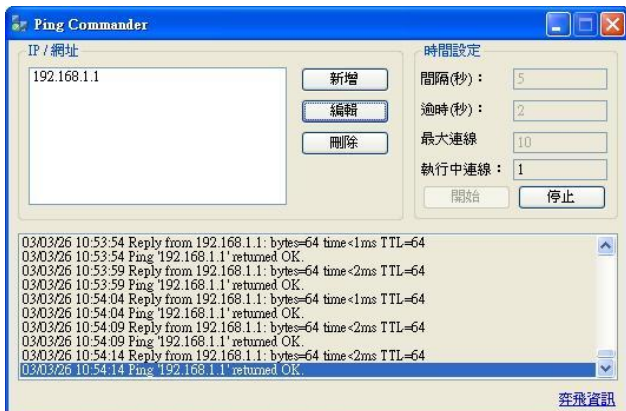 Ping Commander
IP / 網址
192.168.1.1
新增
編輯
刪除
時間設定
間隔(秒)：
5
逾時(秒)：
2
最大連線
10
執行中連線：
1
開始
停止
03/03/26 10:53:54 Reply from 192.168.1.1: bytes=64 time<1ms TTL=64
03/03/26 10:53:54 Ping '192.168.1.1' returned OK.
03/03/26 10:53:59 Reply from 192.168.1.1: bytes=64 time<2ms TTL=64
03/03/26 10:53:59 Ping '192.168.1.1' returned OK.
03/03/26 10:54:04 Reply from 192.168.1.1: bytes=64 time<1ms TTL=64
03/03/26 10:54:04 Ping '192.168.1.1' returned OK.
03/03/26 10:54:09 Reply from 192.168.1.1: bytes=64 time<2ms TTL=64
03/03/26 10:54:09 Ping '192.168.1.1' returned OK.
03/03/26 10:54:14 Reply from 192.168.1.1: bytes=64 time<2ms TTL=64
03/03/26 10:54:14 Ping '192.168.1.1' returned OK.
弈飛資訊